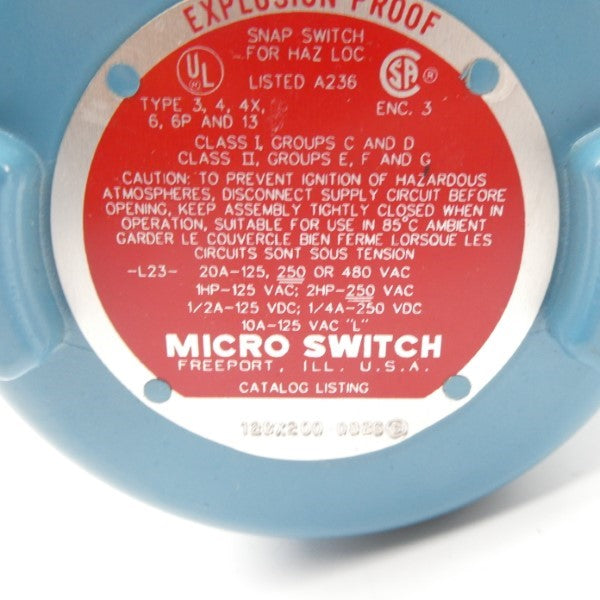 EXPLOSION PROOF
SNAP SWITCH
FOR HAZ LOC
UL ® LISTED A236 SA ®
TYPE 3, 4, 4X, ENC. 3
6, 6P AND 13
CLASS I, GROUPS C AND D
CLASS II, GROUPS E, F AND G
CAUTION: TO PREVENT IGNITION OF HAZARDOUS
ATMOSPHERES, DISCONNECT SUPPLY CIRCUIT BEFORE
OPENING, KEEP ASSEMBLY TIGHTLY CLOSED WHEN IN
OPERATION, SUITABLE FOR USE IN 85°C AMBIENT
GARDER LE COUVERCLE BIEN FERME LORSQUE LES
CIRCUITS SONT SOUS TENSION
-L23- 20A-125, 250 OR 480 VAC
1HP-125 VAC; 2HP-250 VAC
1/2A-125 VDC; 1/4A-250 VDC
10A-125 VAC "L"
MICRO SWITCH
FREEPORT, ILL. U.S.A.
CATALOG LISTING